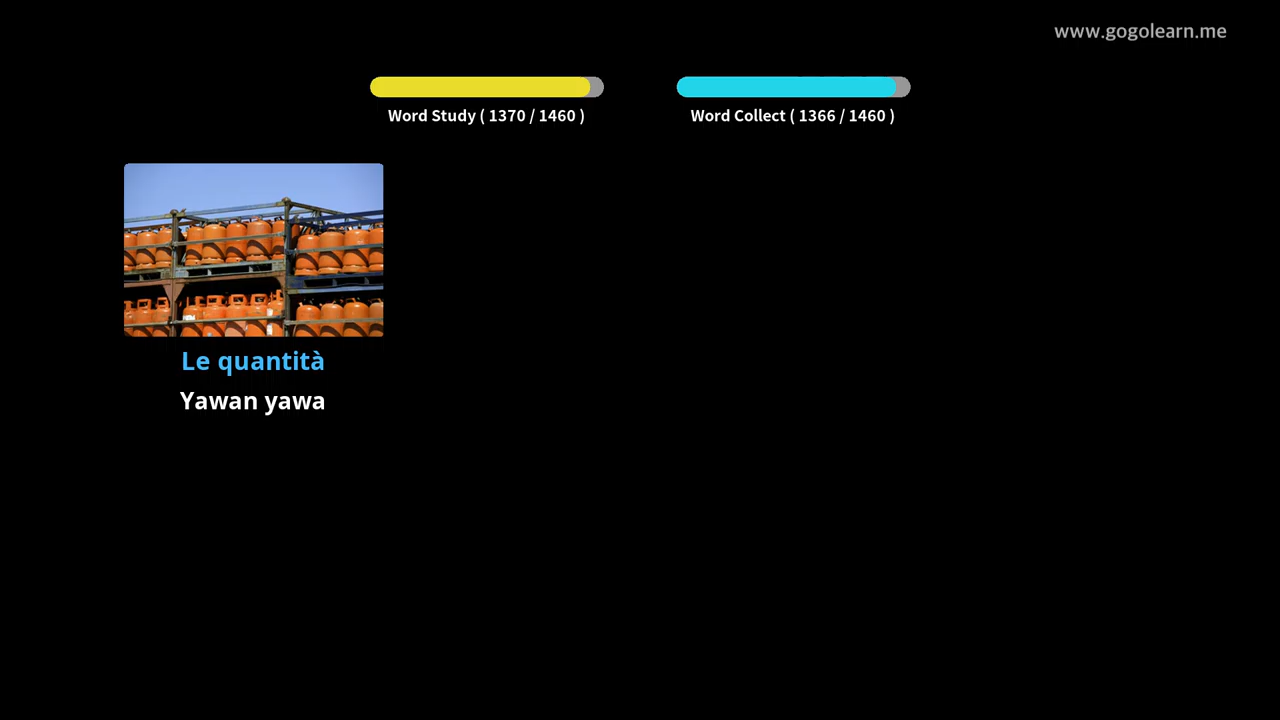 www.gogolearn.me
Word Study ( 1370 / 1460 )
Word Collect ( 1366 / 1460 )
Le quantità
Yawan yawa